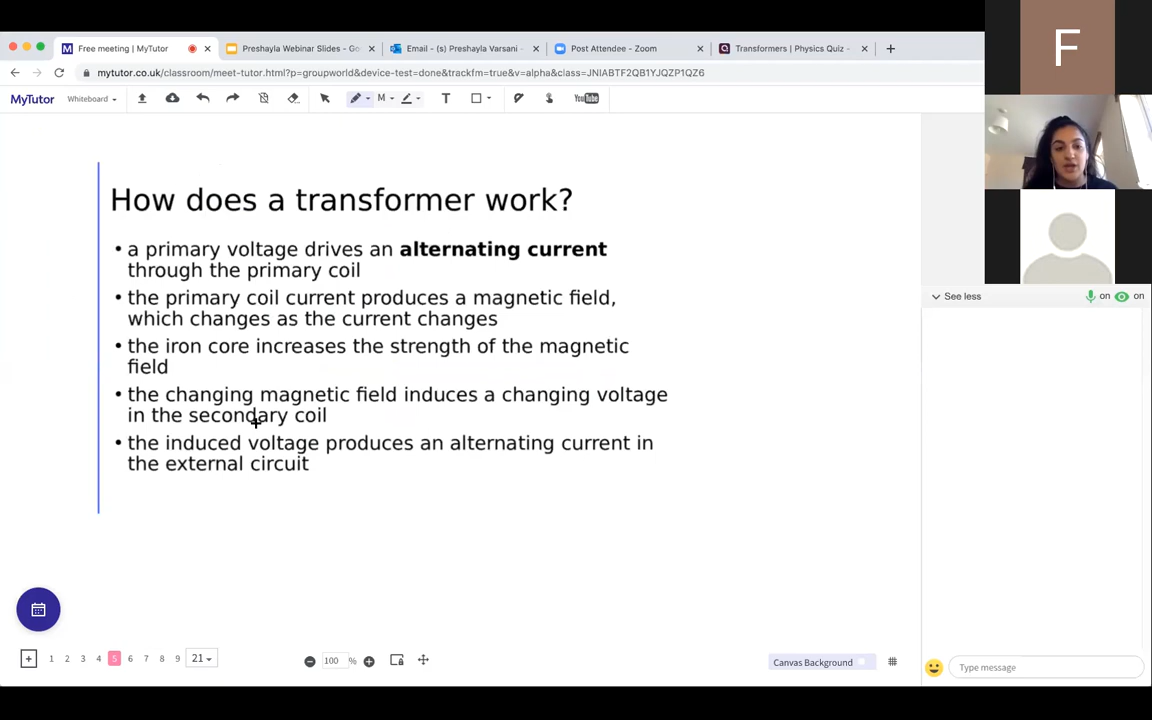 Free meeting | MyTutor
Preshayla Webinar Slides - Go
Email - (s) Preshayla Varsani -
Post Attendee - Zoom
Transformers | Physics Quiz -
mytutor.co.uk/classroom/meet-tutor.html?p=groupworld&device-test=done&trackfm=true&v=alpha&class=JNIABTF2QB1YJQZP1QZ6
MyTutor
Whiteboard
M
T
You Tube
F
How does a transformer work?
• a primary voltage drives an alternating current
through the primary coil
• the primary coil current produces a magnetic field,
which changes as the current changes
• the iron core increases the strength of the magnetic
field
• the changing magnetic field induces a changing voltage
in the secondary coil
• the induced voltage produces an alternating current in
the external circuit
See less
on
on
1 2 3 4 5 6 7 8 9 21
100 %
Canvas Background
Type message